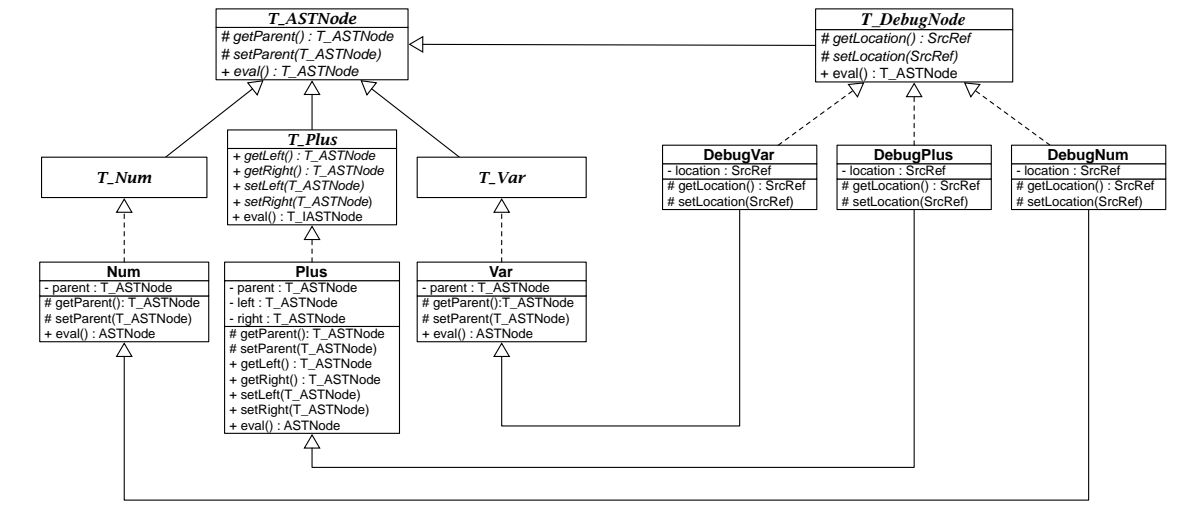 T_ASTNode
# getParent() : T_ASTNode
# setParent(T_ASTNode)
+ eval() : T_ASTNode
T_DebugNode
# getLocation() : SrcRef
# setLocation(SrcRef)
+ eval() : T_ASTNode
T_Num
T_Plus
+ getLeft() : T_ASTNode
+ getRight() : T_ASTNode
+ setLeft(T_ASTNode)
+ setRight(T_ASTNode)
+ eval() : T_IASTNode
T_Var
DebugVar
- location : SrcRef
# getLocation() : SrcRef
# setLocation(SrcRef)
DebugPlus
- location : SrcRef
# getLocation() : SrcRef
# setLocation(SrcRef)
DebugNum
- location : SrcRef
# getLocation() : SrcRef
# setLocation(SrcRef)
Num
- parent : T_ASTNode
# getParent(): T_ASTNode
# setParent(T_ASTNode)
+ eval() : ASTNode
Plus
- parent : T_ASTNode
- left : T_ASTNode
- right : T_ASTNode
# getParent(): T_ASTNode
# setParent(T_ASTNode)
+ getLeft() : T_ASTNode
+ getRight() : T_ASTNode
+ setLeft(T_ASTNode)
+ setRight(T_ASTNode)
+ eval() : ASTNode
Var
- parent : T_ASTNode
# getParent():T_ASTNode
# setParent(T_ASTNode)
+ eval() : ASTNode